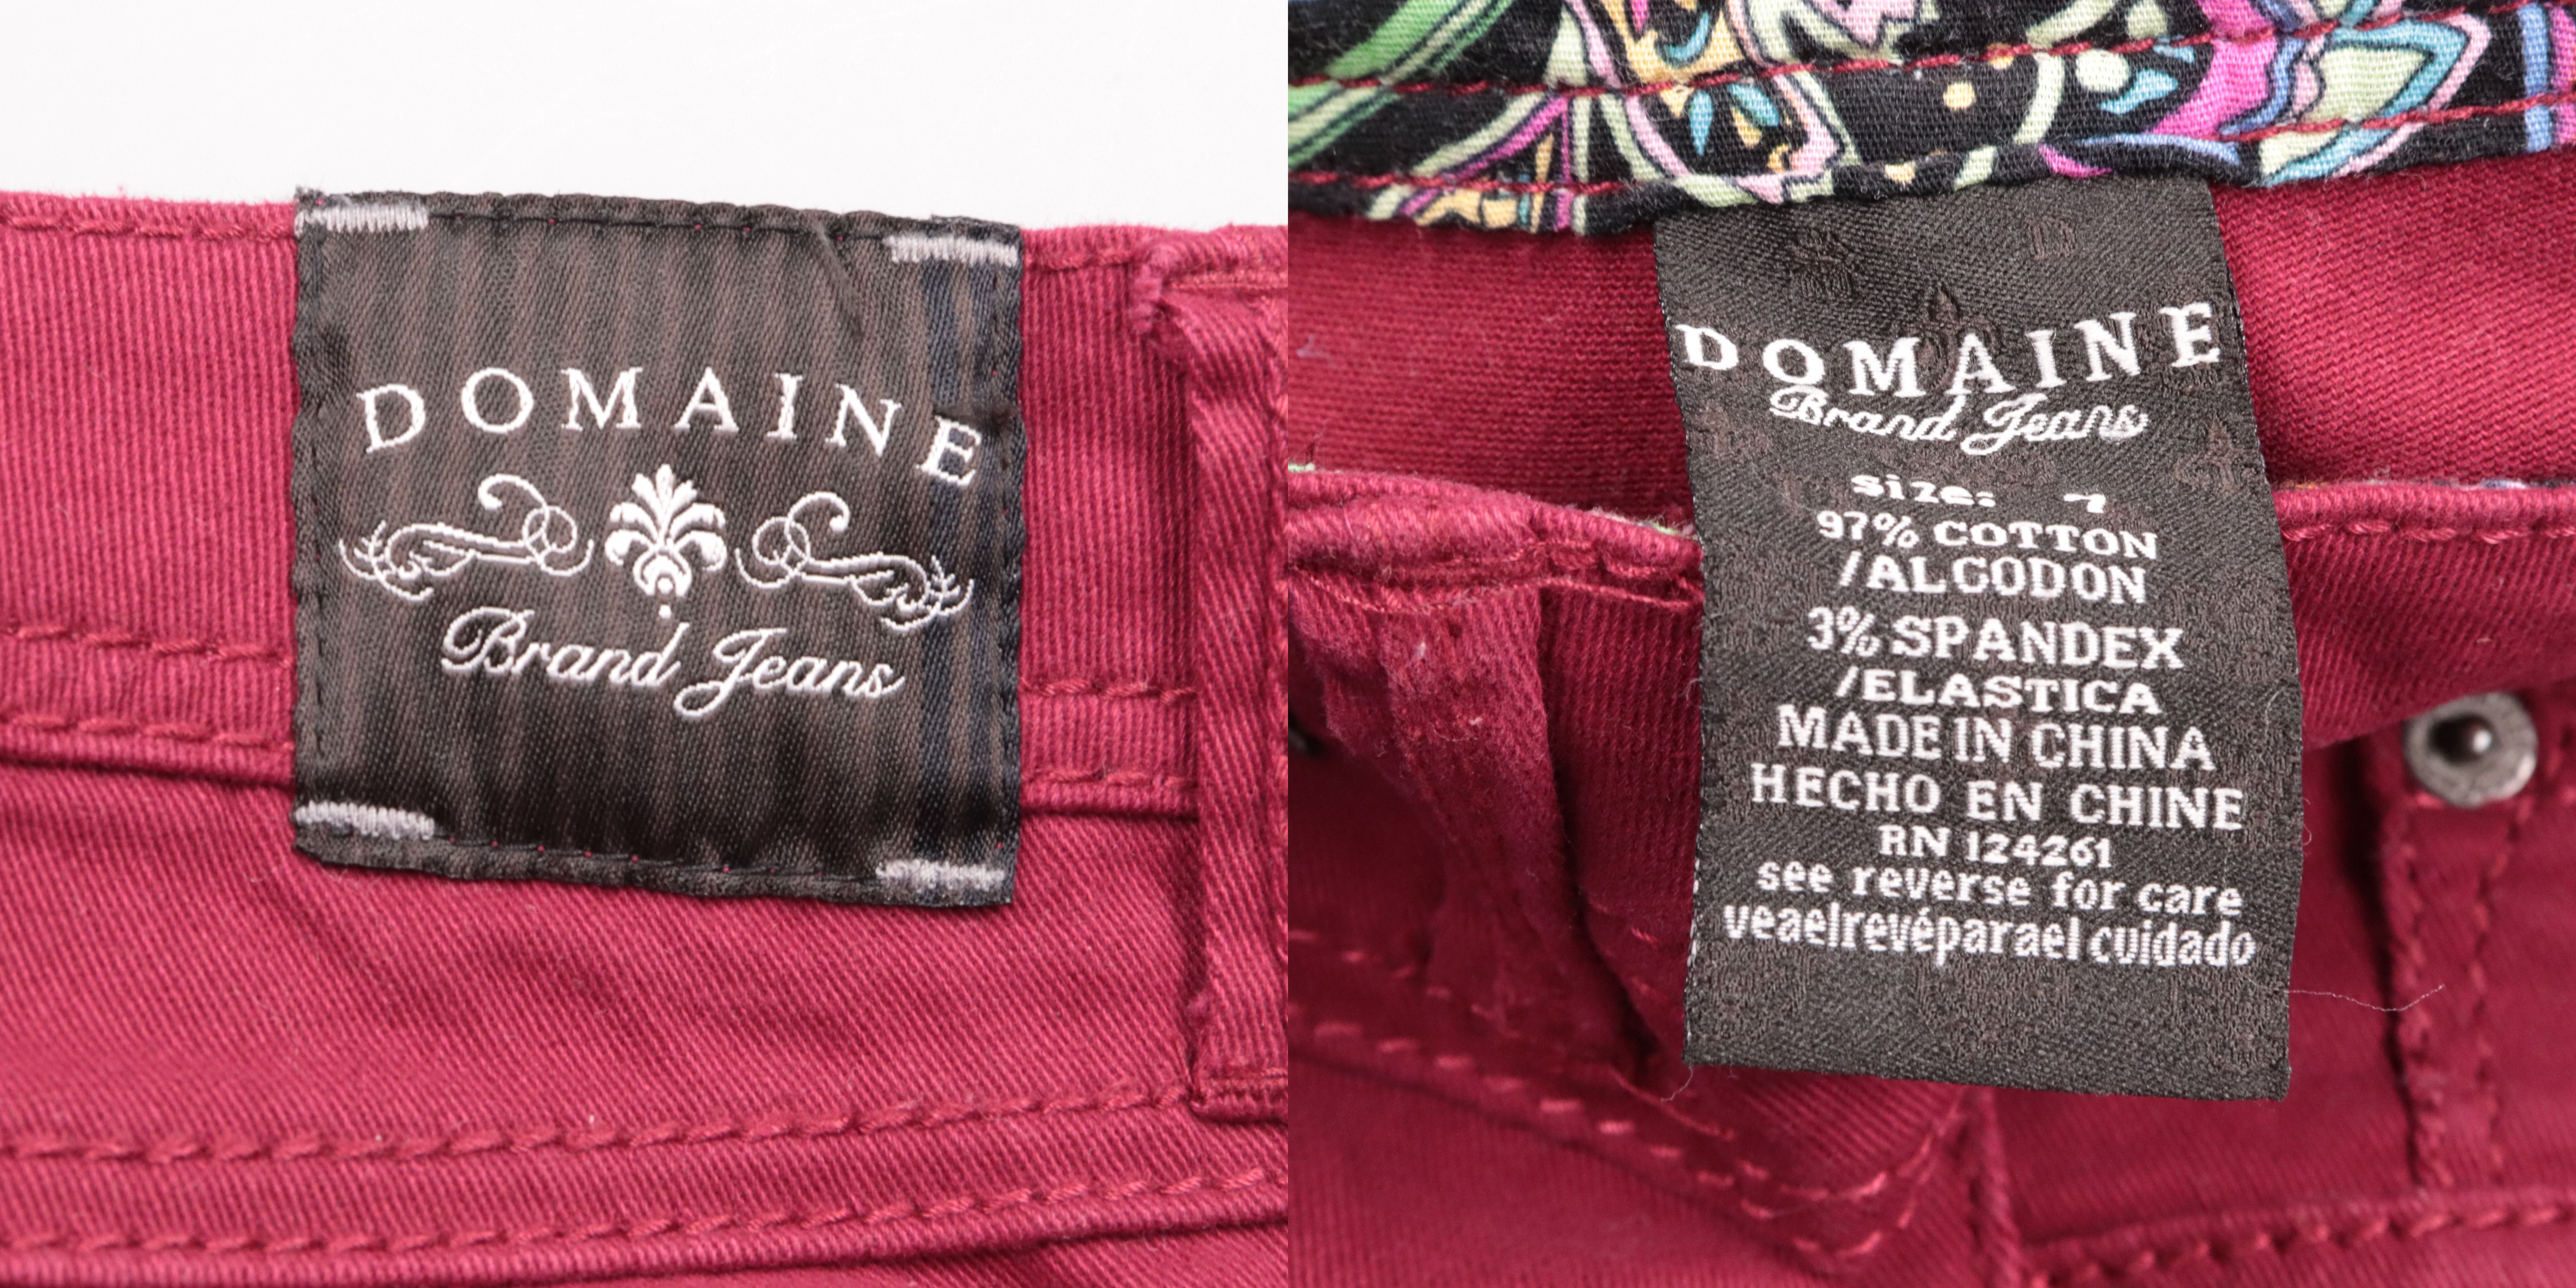 DOMAINE
Brand Jeans
DOMAINE
Brand Jeans
size: 7
97% COTTON
/ALGODON
3% SPANDEX
/ELASTICA
MADE IN CHINA
HECHO EN CHINE
RN 124261
see reverse for care
veaelrevéparael cuidado